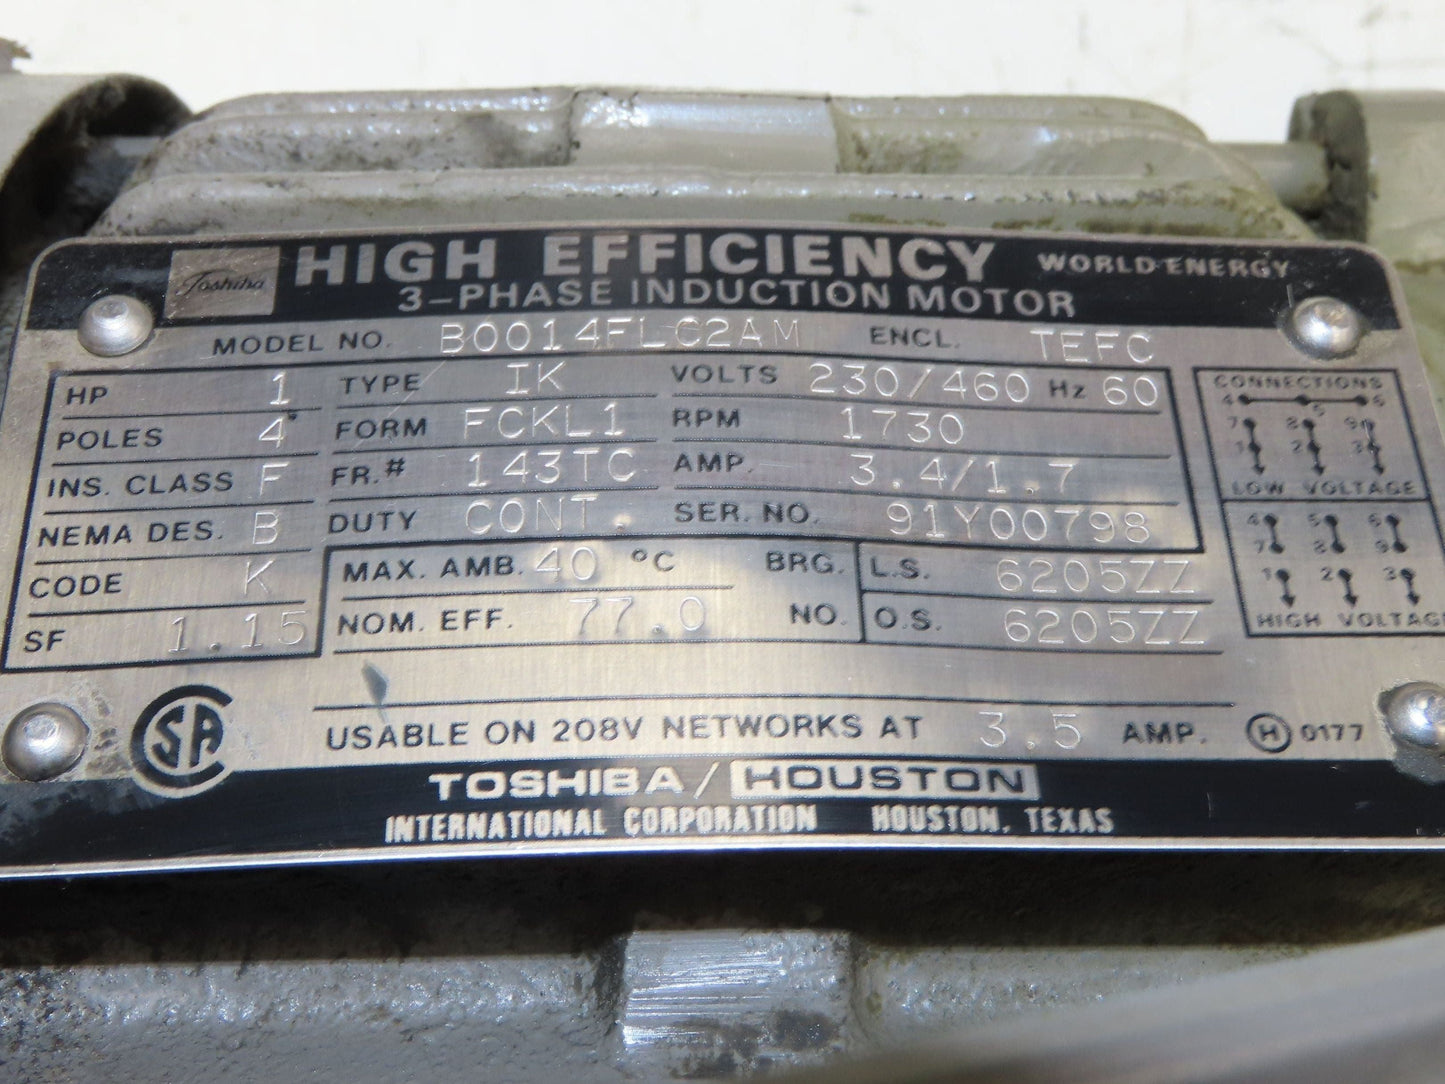 Toshiba HIGH EFFICIENCY WORLD ENERGY
3-PHASE INDUCTION MOTOR
MODEL NO. B0014FLG2AM ENCL. TEFC
HP 1 TYPE IK VOLTS 230/460 Hz 60
POLES 4 FORM FCKL1 RPM 1730
INS. CLASS F FR.# 143TC AMP. 3.4/1.7
NEMA DES. B DUTY CONT. SER. NO. 91Y00798
CODE K MAX. AMB. 40 °C BRG. L.S. 6205ZZ
SF 1.15 NOM. EFF. 77.0 NO. O.S. 6205ZZ
CONNECTIONS
4 5 6
7 8 9
1 2 3
LOW VOLTAGE
4 5 6
7 8 9
1 2 3
HIGH VOLTAGE
USABLE ON 208V NETWORKS AT 3.5 AMP. H 0177
SA
TOSHIBA/HOUSTON
INTERNATIONAL CORPORATION HOUSTON, TEXAS